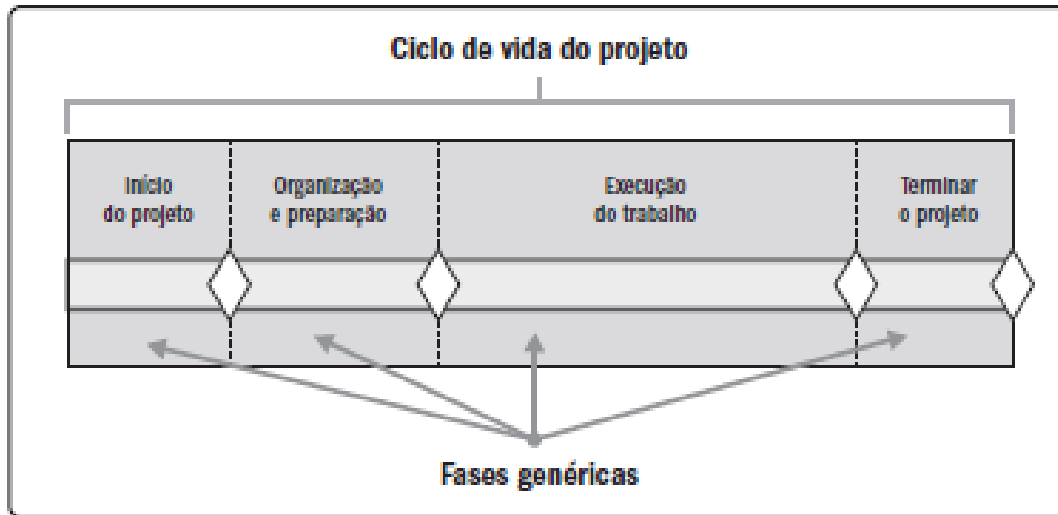 Ciclo de vida do projeto
Início
do projeto
Organização
e preparação
Execução
do trabalho
Terminar
o projeto
Fases genéricas